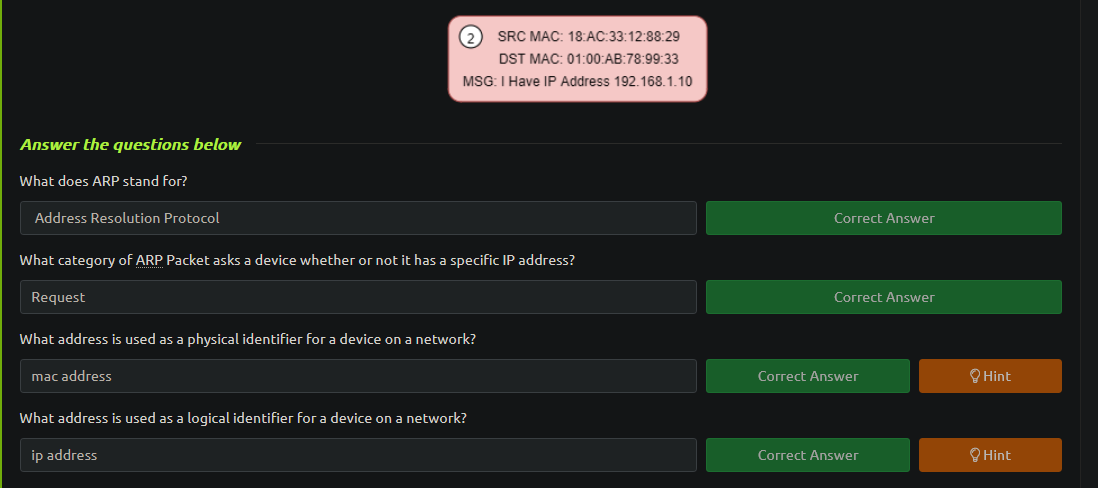 2 SRC MAC: 18:AC:33:12:88:29
DST MAC: 01:00:AB:78:99:33
MSG: I Have IP Address 192.168.1.10
Answer the questions below
What does ARP stand for?
Address Resolution Protocol Correct Answer
What category of ARP Packet asks a device whether or not it has a specific IP address?
Request Correct Answer
What address is used as a physical identifier for a device on a network?
mac address Correct Answer Hint
What address is used as a logical identifier for a device on a network?
ip address Correct Answer Hint